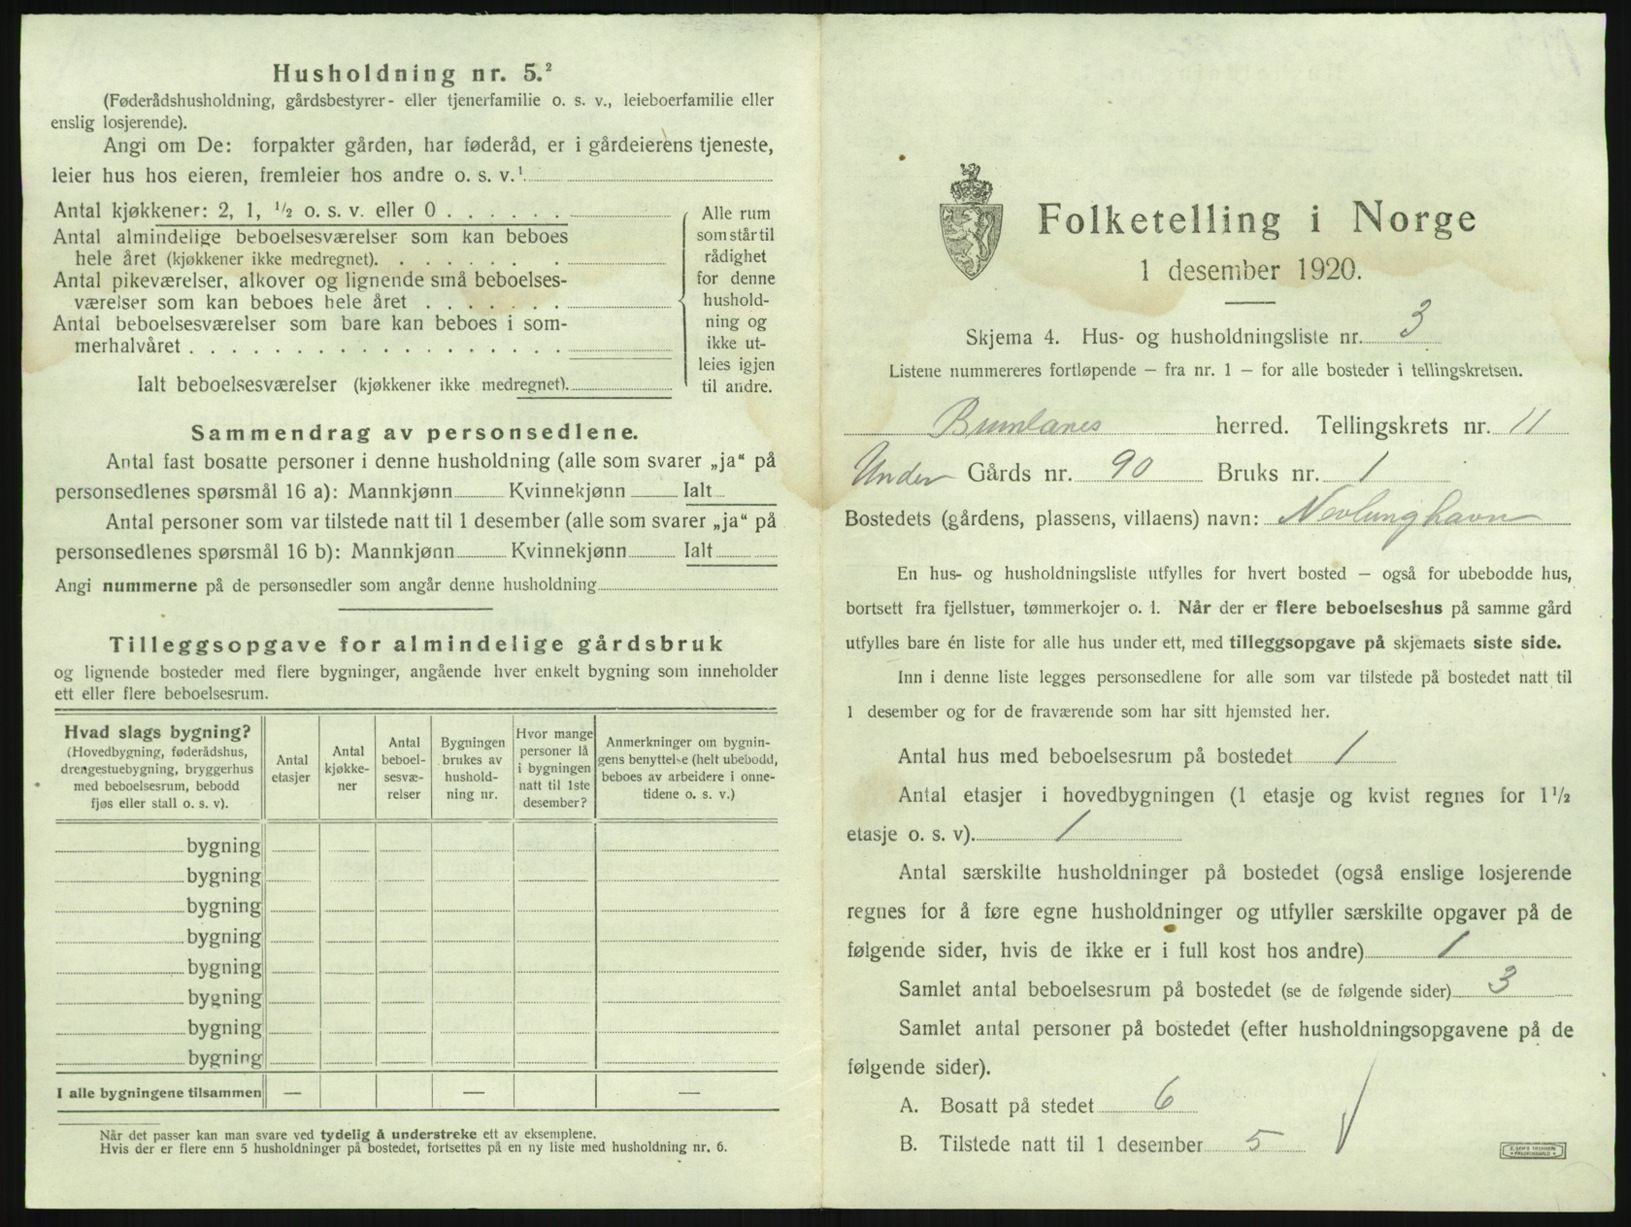 Husholdning nr. 5.²
(Føderådshusholdning, gårdsbestyrer- eller tjenerfamilie o. s. v., leieboerfamilie eller
enslig losjerende).
Angi om De: forpakter gården, har føderåd, er i gårdeierens tjeneste,
leier hus hos eieren, fremleier hos andre o. s. v.¹
Antal kjøkkener: 2, 1, ½ o. s. v. eller 0 . . . . . .
Antal almindelige beboelsesværelser som kan beboes
hele året (kjøkkener ikke medregnet). . . . . . . .
Antal pikeværelser, alkover og lignende små beboelses-
værelser som kan beboes hele året . . . . . . .
Antal beboelsesværelser som bare kan beboes i som-
merhalvåret . . . . . . . . . . . . . . . . . .
Ialt beboelsesværelser (kjøkkener ikke medregnet).
Alle rum
som står til
rådighet
for denne
hushold-
ning og
ikke ut-
leies igjen
til andre.
Sammendrag av personsedlene.
Antal fast bosatte personer i denne husholdning (alle som svarer „ja“ på
personsedlenes spørsmål 16 a): Mannkjønn Kvinnekjønn Ialt
Antal personer som var tilstede natt til 1 desember (alle som svarer „ja“ på
personsedlenes spørsmål 16 b): Mannkjønn Kvinnekjønn Ialt
Angi nummerne på de personsedler som angår denne husholdning
Tilleggsopgave for almindelige gårdsbruk
og lignende bosteder med flere bygninger, angående hver enkelt bygning som inneholder
ett eller flere beboelsesrum.
Hvad slags bygning?
(Hovedbygning, føderådshus,
drengestuebygning, bryggerhus
med beboelsesrum, bebodd
fjøs eller stall o. s. v).
Antal
etasjer
Antal
kjøkke-
ner
Antal
beboel-
sesvæ-
relser
Bygningen
brukes av
hushold-
ning nr.
Hvor mange
personer lå
i bygningen
natt til 1ste
desember?
Anmerkninger om bygnin-
gens benyttelse (helt ubebodd,
beboes av arbeidere i onne-
tidene o. s. v.)
bygning
bygning
bygning
bygning
bygning
bygning
bygning
bygning
I alle bygningene tilsammen — — —
Når det passer kan man svare ved tydelig å understreke ett av eksemplene.
Hvis der er flere enn 5 husholdninger på bostedet, fortsettes på en ny liste med husholdning nr. 6.
Folketelling i Norge
1 desember 1920.
Skjema 4. Hus- og husholdningsliste nr. 3
Listene nummereres fortløpende — fra nr. 1 — for alle bosteder i tellingskretsen.
Brunlanes herred. Tellingskrets nr. 11
Under Gårds nr. 90 Bruks nr. 1
Bostedets (gårdens, plassens, villaens) navn: Nevlunghavn
En hus- og husholdningsliste utfylles for hvert bosted — også for ubebodde hus,
bortsett fra fjellstuer, tømmerkojer o. l. Når der er flere beboelseshus på samme gård
utfylles bare én liste for alle hus under ett, med tilleggsopgave på skjemaets siste side.
Inn i denne liste legges personsedlene for alle som var tilstede på bostedet natt til
1 desember og for de fraværende som har sitt hjemsted her.
Antal hus med beboelsesrum på bostedet 1
Antal etasjer i hovedbygningen (1 etasje og kvist regnes for 1½
etasje o. s. v). 1
Antal særskilte husholdninger på bostedet (også enslige losjerende
regnes for å føre egne husholdninger og utfyller særskilte opgaver på de
følgende sider, hvis de ikke er i full kost hos andre) 1
Samlet antal beboelsesrum på bostedet (se de følgende sider) 3
Samlet antal personer på bostedet (efter husholdningsopgavene på de
følgende sider).
A. Bosatt på stedet 6
B. Tilstede natt til 1 desember 5